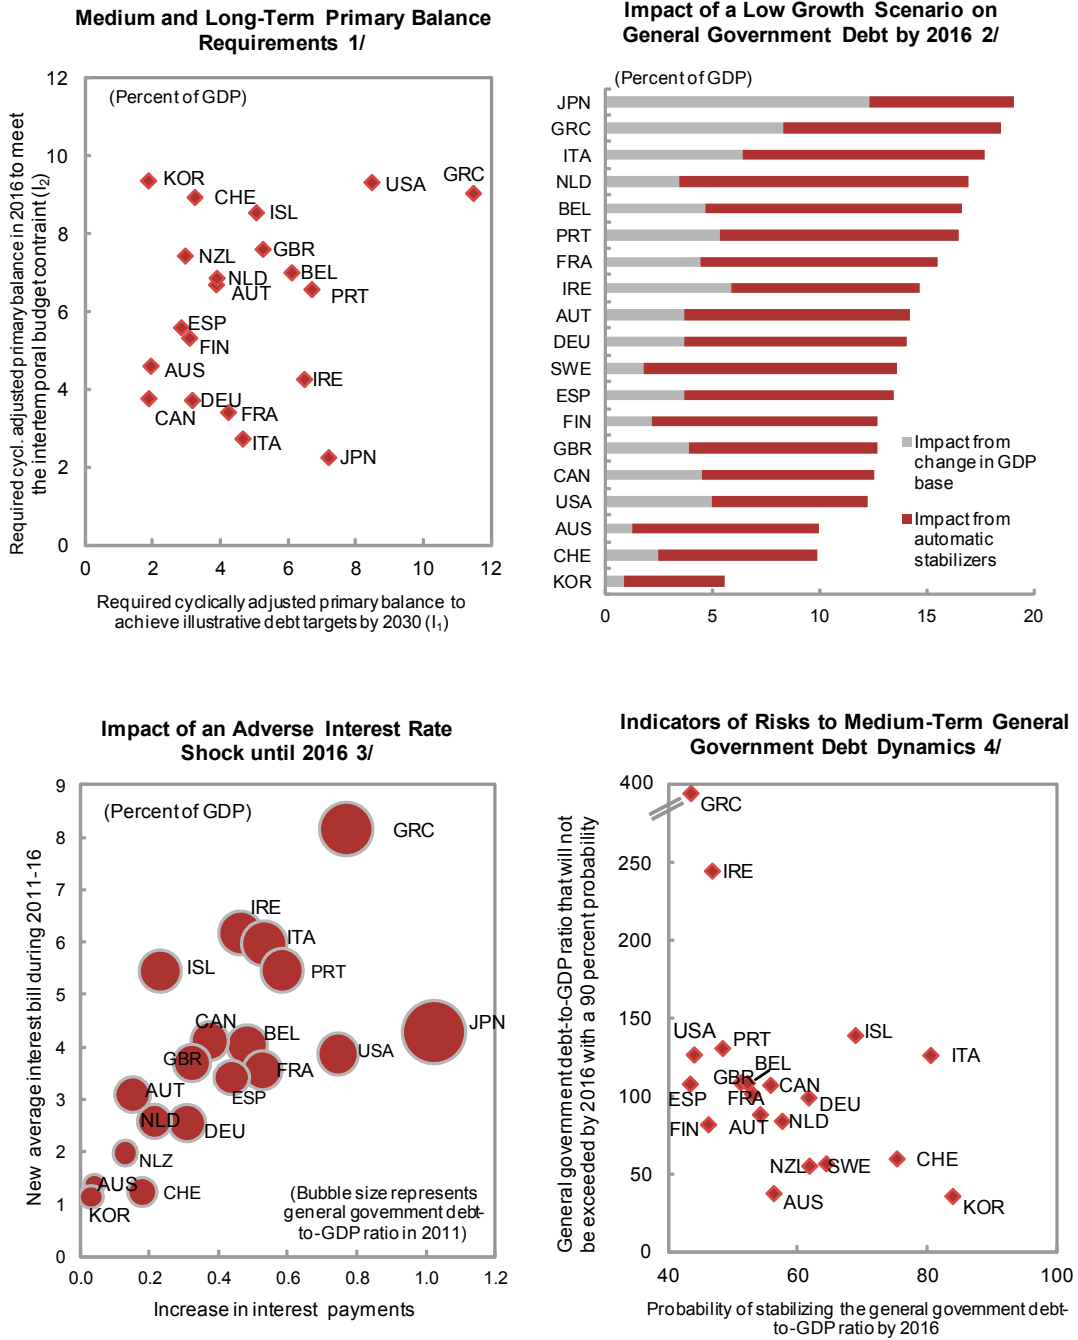 Medium and Long-Term Primary Balance
Requirements 1/
(Percent of GDP)
Required cycl. adjusted primary balance in 2016 to meet
the intertemporal budget contraint (I2)
12
10
8
6
4
2
0
KOR
CHE
ISL
USA
GRC
NZL
GBR
NLD
AUT
BEL
PRT
ESP
FIN
AUS
IRE
CAN
DEU
FRA
ITA
JPN
0 2 4 6 8 10 12
Required cyclically adjusted primary balance to
achieve illustrative debt targets by 2030 (I1)
Impact of a Low Growth Scenario on
General Government Debt by 2016 2/
(Percent of GDP)
JPN
GRC
ITA
NLD
BEL
PRT
FRA
IRE
AUT
DEU
SWE
ESP
FIN
GBR
CAN
USA
AUS
CHE
KOR
Impact from
change in GDP
base
Impact from
automatic
stabilizers
0 5 10 15 20
Impact of an Adverse Interest Rate
Shock until 2016 3/
(Percent of GDP)
New average interest bill during 2011-16
9
8
7
6
5
4
3
2
1
0
GRC
IRE
ITA
ISL
PRT
CAN
BEL
JPN
GBR
USA
FRA
ESP
AUT
NLD
DEU
NLZ
AUS
CHE
KOR
(Bubble size represents
general government debt-
to-GDP ratio in 2011)
0.0 0.2 0.4 0.6 0.8 1.0 1.2
Increase in interest payments
Indicators of Risks to Medium-Term General
Government Debt Dynamics 4/
General government debt-to-GDP ratio that will not
be exceeded by 2016 with a 90 percent probability
400
250
200
150
100
50
0
GRC
IRE
USA
PRT
ISL
ITA
GBR
BEL
ESP
FRA
CAN
DEU
FIN
AUT
NLD
NZL
SWE
CHE
AUS
KOR
40 60 80 100
Probability of stabilizing the general government debt-
to-GDP ratio by 2016